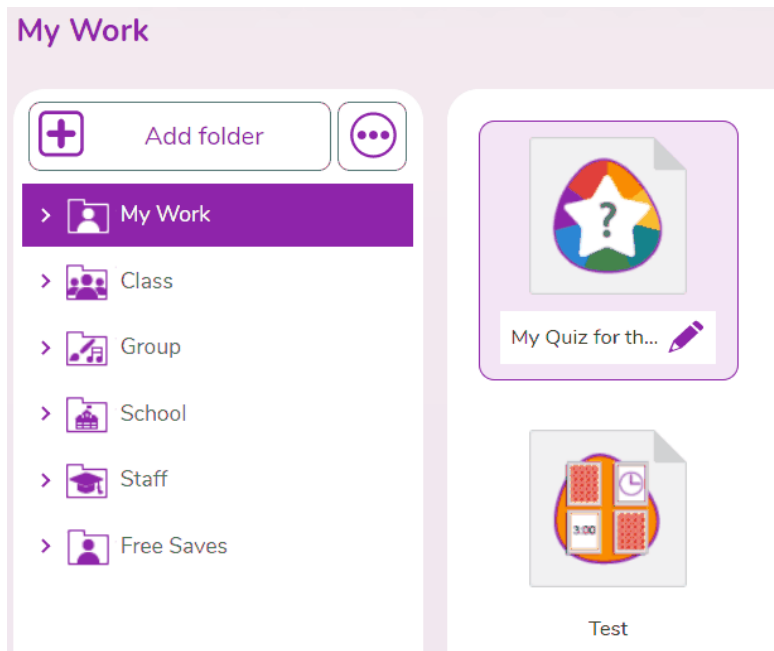 My Work
Add folder
My Work
Class
Group
School
Staff
Free Saves
?
My Quiz for th...
3:00
Test